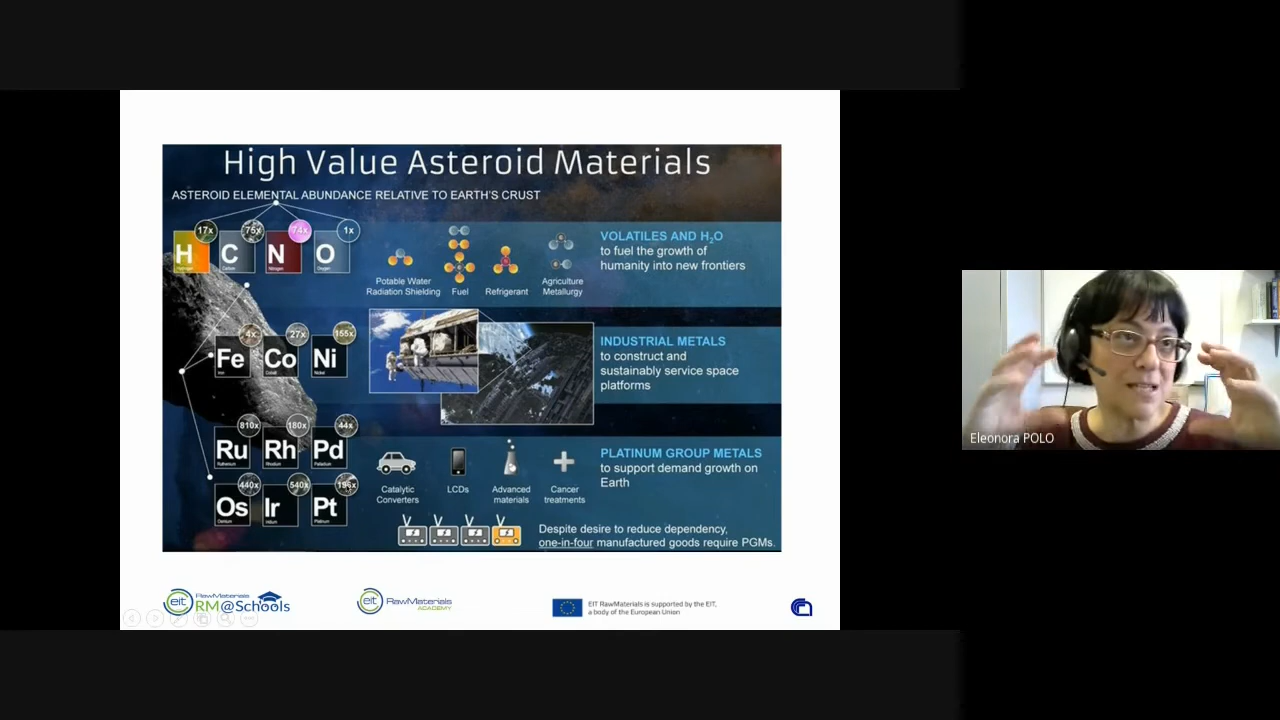 High Value Asteroid Materials
ASTEROID ELEMENTAL ABUNDANCE RELATIVE TO EARTH'S CRUST
17x
75x
74x
1x
H
C
N
O
Hydrogen
Carbon
Nitrogen
Oxygen
Potable Water
Radiation Shielding
Fuel
Refrigerant
Agriculture
Metallurgy
VOLATILES AND H2O
to fuel the growth of
humanity into new frontiers
4x
27x
155x
Fe
Co
Ni
Iron
Cobalt
Nickel
INDUSTRIAL METALS
to construct and
sustainably service space
platforms
810x
180x
44x
Ru
Rh
Pd
Ruthenium
Rhodium
Palladium
440x
540x
Os
Ir
Pt
Osmium
Iridium
Platinum
Catalytic
Converters
LCDs
Advanced
materials
Cancer
treatments
PLATINUM GROUP METALS
to support demand growth on
Earth
Despite desire to reduce dependency,
one-in-four manufactured goods require PGMs.
eit RawMaterials
RM@Schools
eit RawMaterials
ACADEMY
EIT RawMaterials is supported by the EIT,
a body of the European Union
Eleonora POLO